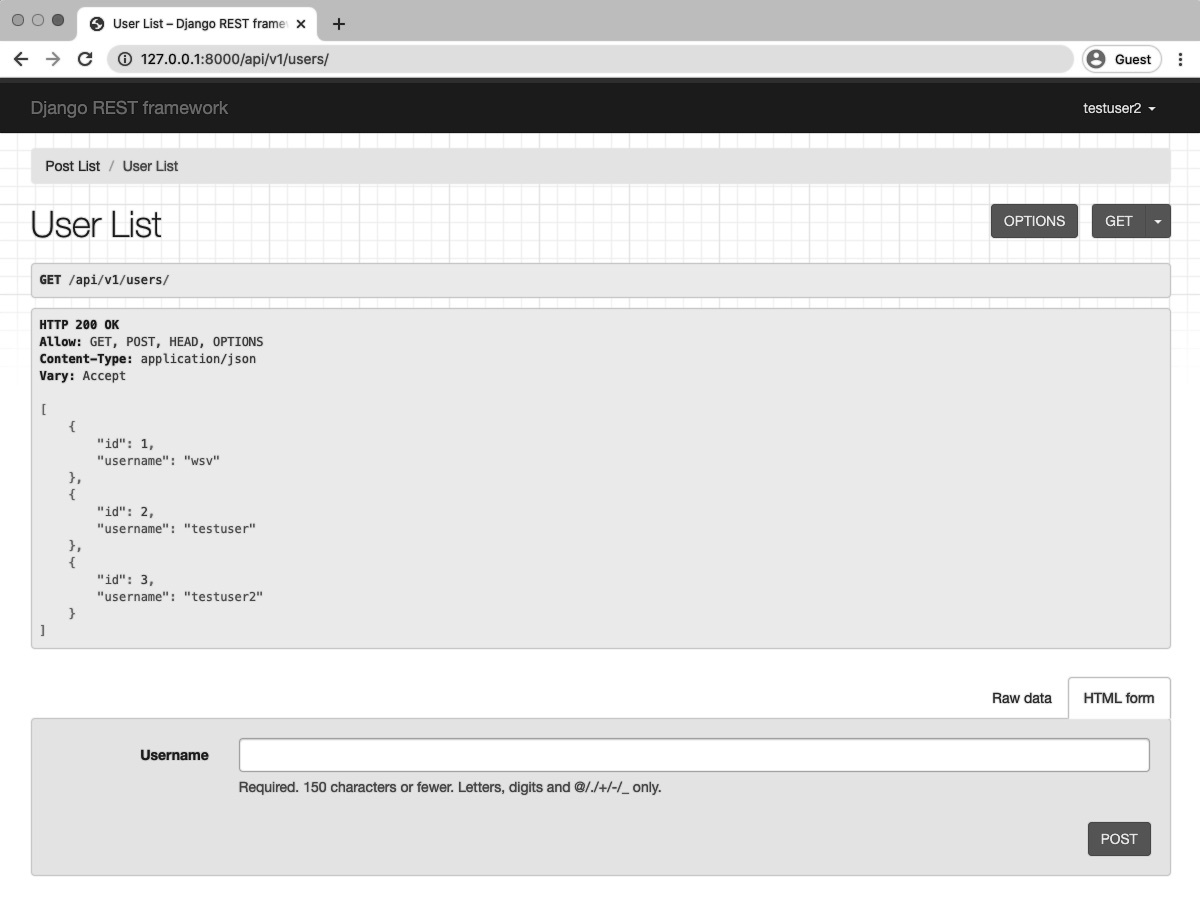 User List – Django REST frame
127.0.0.1:8000/api/v1/users/
Guest
Django REST framework
testuser2
Post List / User List
User List
OPTIONS
GET
GET /api/v1/users/
HTTP 200 OK
Allow: GET, POST, HEAD, OPTIONS
Content-Type: application/json
Vary: Accept
[
    {
        "id": 1,
        "username": "wsv"
    },
    {
        "id": 2,
        "username": "testuser"
    },
    {
        "id": 3,
        "username": "testuser2"
    }
]
Raw data
HTML form
Username
Required. 150 characters or fewer. Letters, digits and @/./+/-/_ only.
POST